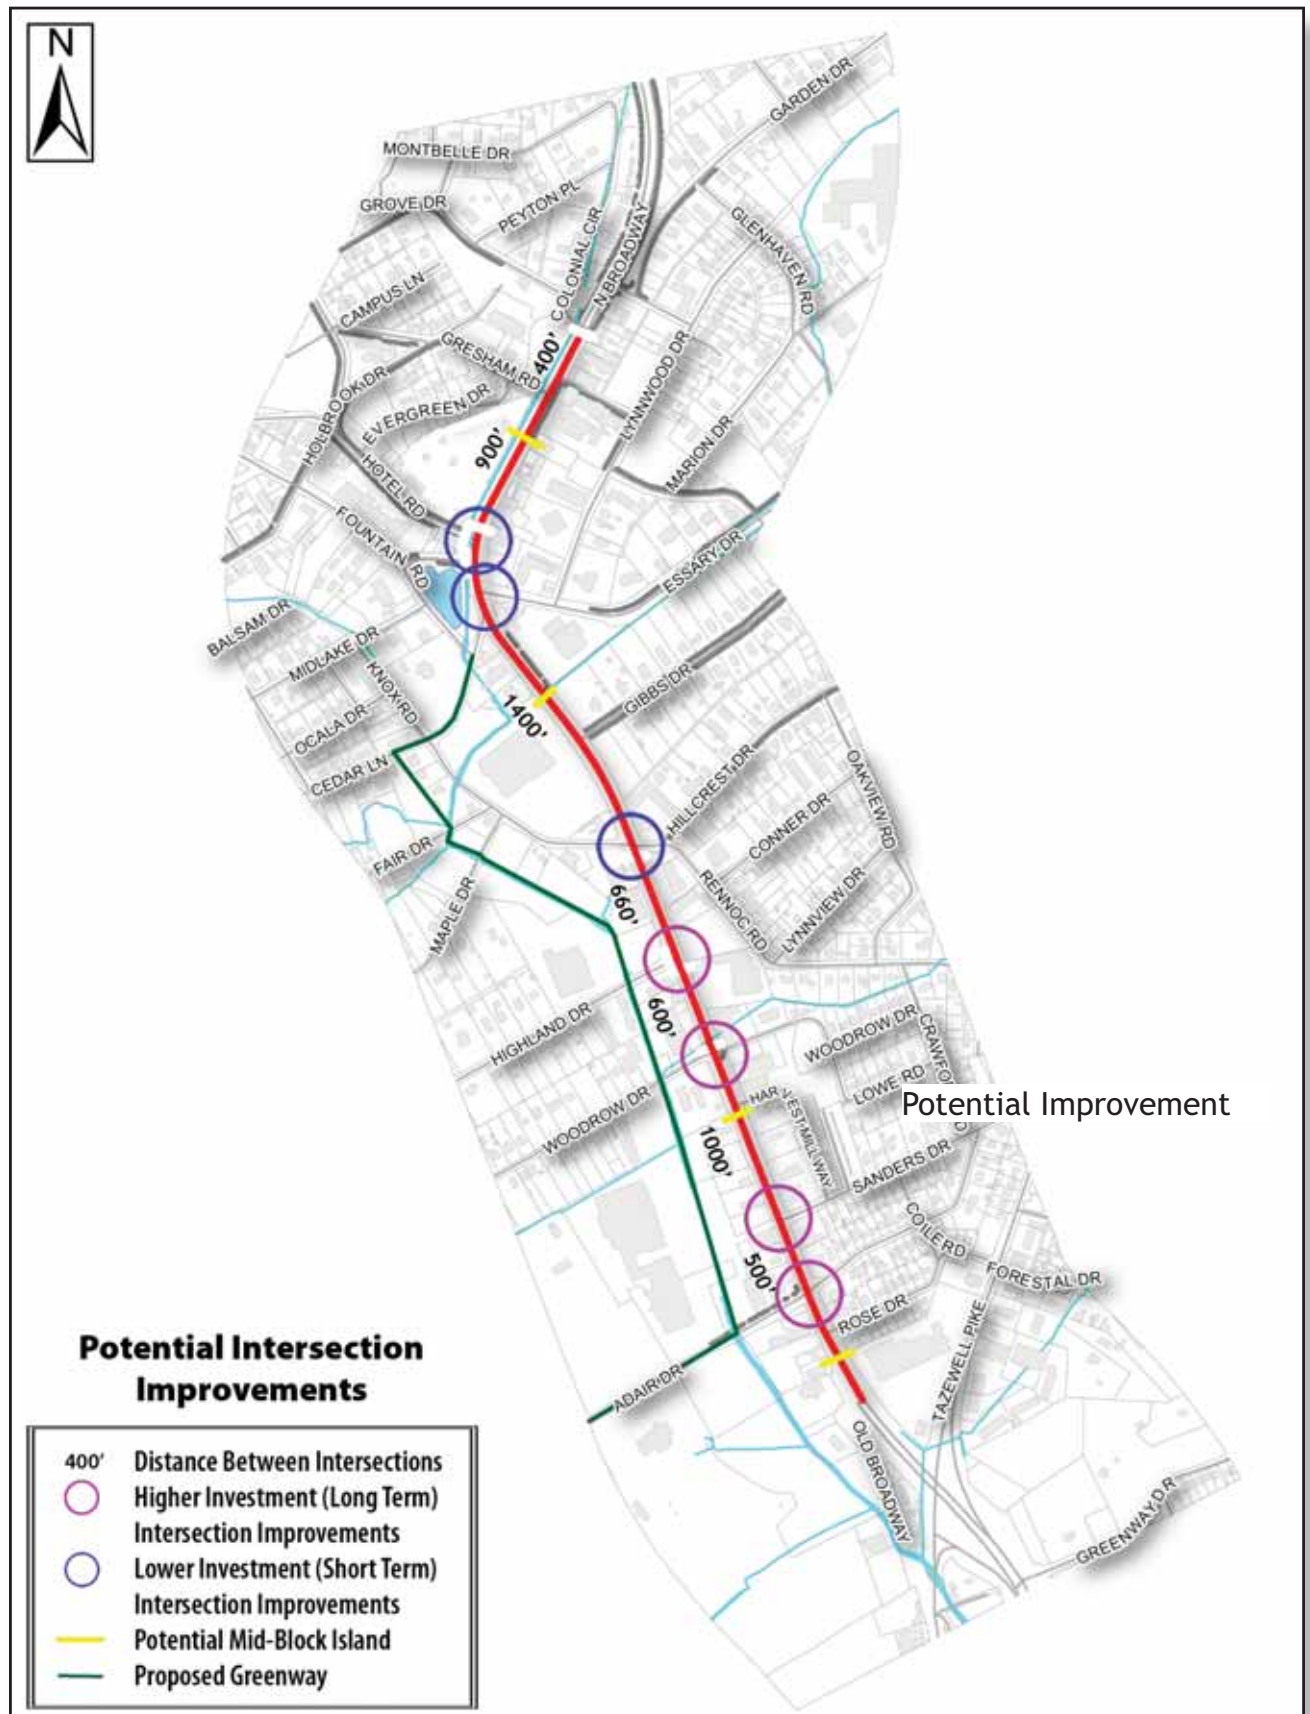 N
GARDEN DR
MONTBELLE DR
PEYTON PL
GROVE DR
COLONIAL CIR
N BROADWAY
GLENHAVEN RD
CAMPUS LN
GRESHAM RD
400'
LYNNWOOD DR
HOLBROOK DR
EVERGREEN DR
900'
MARION DR
HOTEL RD
FOUNTAIN RD
ESSARY DR
BALSAM DR
MIDLAKE DR
KNOX RD
GIBBS DR
1400'
OCALA DR
CEDAR LN
HILLCREST DR
OAKVIEW RD
CONNER DR
FAIR DR
MAPLE DR
660'
RENNOC RD
LYNNVIEW DR
HIGHLAND DR
600'
WOODROW DR
LOWE RD
Potential Improvement
WOODROW DR
HARVEST MILL WAY
1000'
SANDERS DR
COILE RD
500'
FORESTAL DR
ROSE DR
TAZEWELL PIKE
ADAIR DR
OLD BROADWAY
GREENWAY DR
Potential Intersection
Improvements
400' Distance Between Intersections
Higher Investment (Long Term)
Intersection Improvements
Lower Investment (Short Term)
Intersection Improvements
Potential Mid-Block Island
Proposed Greenway